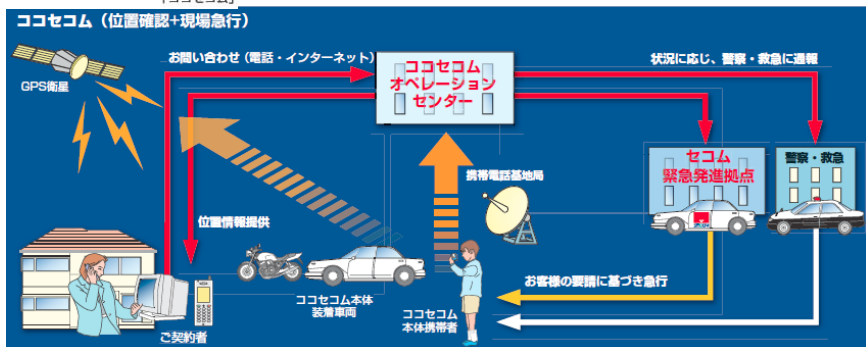 「ココセコム」
ココセコム（位置確認+現場急行）
お問い合わせ（電話・インターネット）
ココセコム
オペレーション
センター
状況に応じ、警察・救急に通報
GPS衛星
セコム
緊急発進拠点
警察・救急
携帯電話基地局
位置情報提供
お客様の要請に基づき急行
ココセコム本体
装着車両
ココセコム
本体携帯者
ご契約者